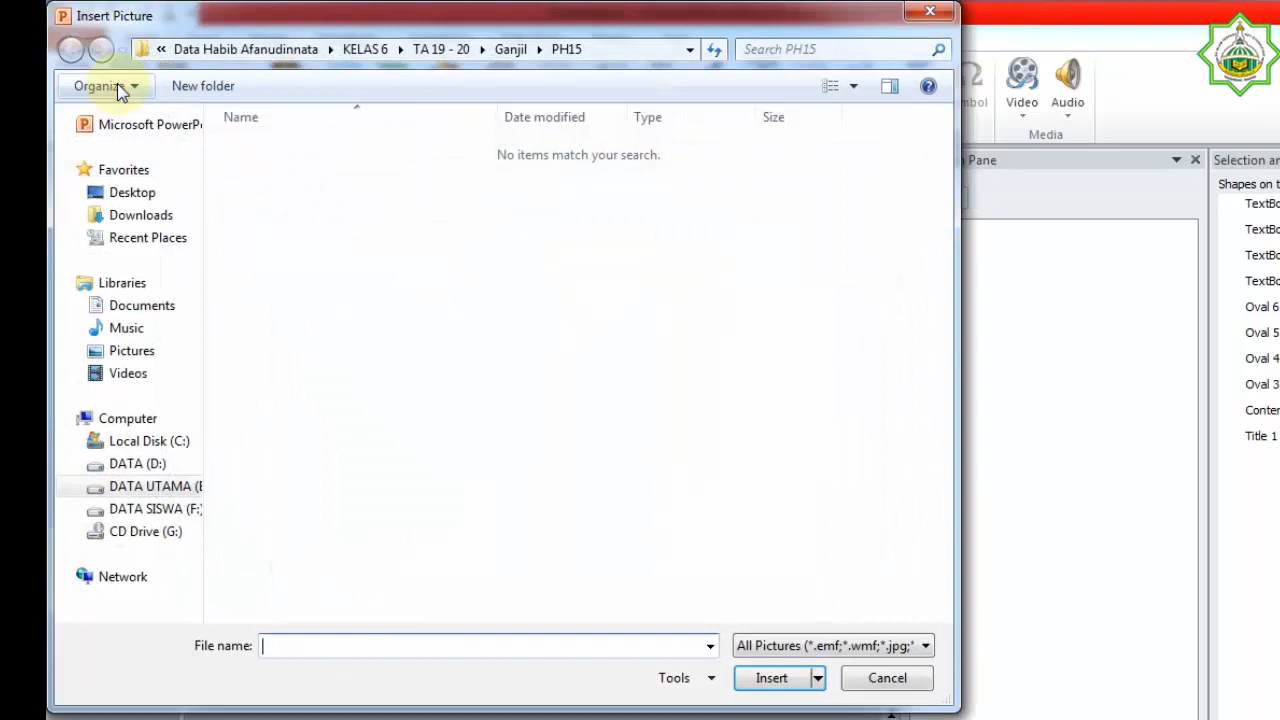 Insert Picture
Data Habib Afanudinnata KELAS 6 TA 19 - 20 Ganjil PH15
Search PH15
Organize New folder
Name Date modified Type Size
No items match your search.
Microsoft PowerP
Favorites
Desktop
Downloads
Recent Places
Libraries
Documents
Music
Pictures
Videos
Computer
Local Disk (C:)
DATA (D:)
DATA UTAMA (E
DATA SISWA (F:)
CD Drive (G:)
Network
File name:
All Pictures (*.emf;*.wmf;*.jpg;*
Tools Insert Cancel
Video Audio
Media
Pane
Selection an
Shapes on t
TextBo
TextBo
TextBo
TextBo
Oval 6
Oval 5
Oval 4
Oval 3
Conter
Title 1